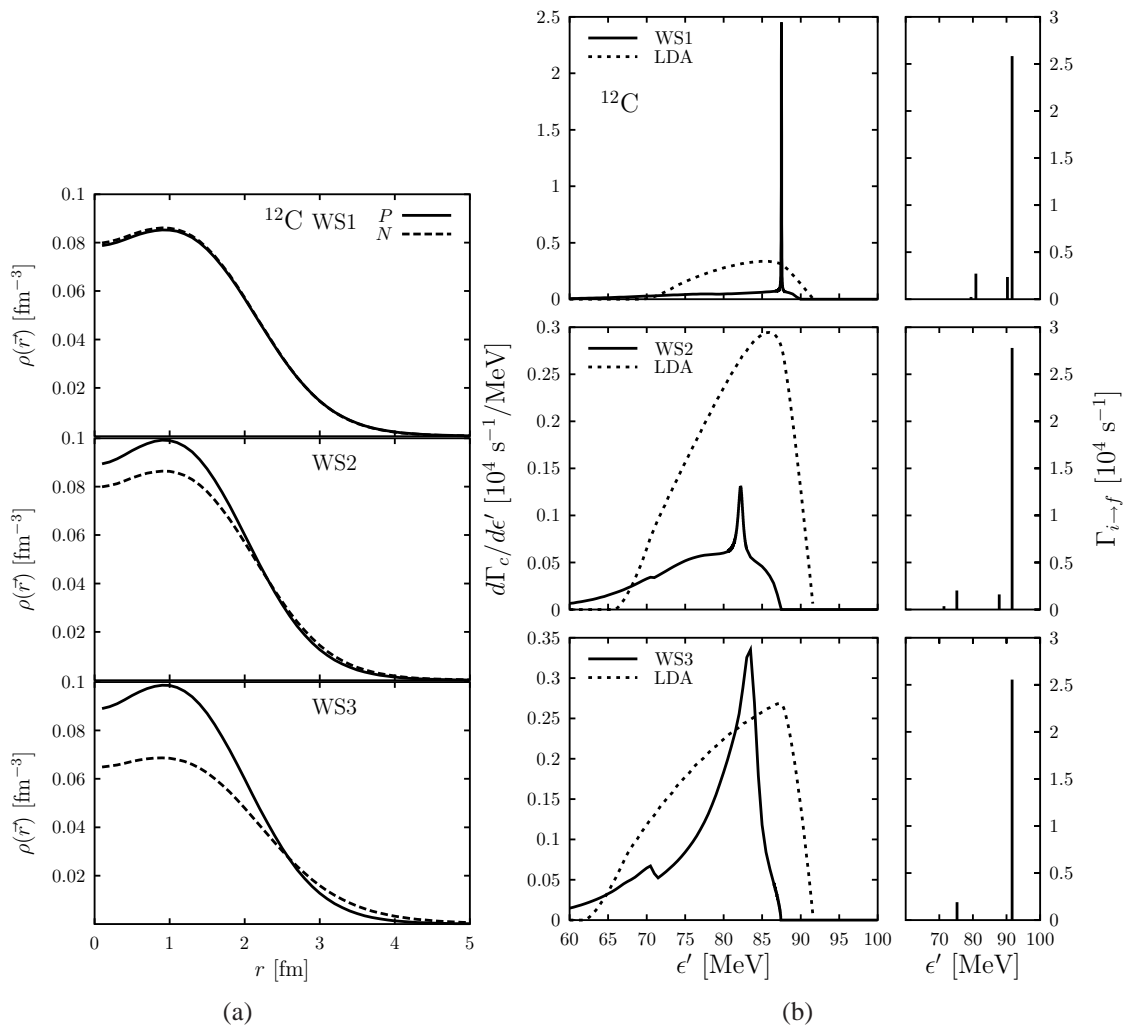 0.1
0.08
0.06
0.04
0.02
ρ(r⃗) [fm⁻³]
¹²C WS1
P
N
0.1
0.08
0.06
0.04
0.02
ρ(r⃗) [fm⁻³]
WS2
0.1
0.08
0.06
0.04
0.02
ρ(r⃗) [fm⁻³]
WS3
0 1 2 3 4 5
r [fm]
(a)
2.5
2
1.5
1
0.5
0
WS1
LDA
¹²C
3
2.5
2
1.5
1
0.5
0
0.3
0.25
0.2
0.15
0.1
0.05
0
WS2
LDA
3
2.5
2
1.5
1
0.5
0
dΓc/dϵ′ [10⁴ s⁻¹/MeV]
Γi→f [10⁴ s⁻¹]
0.35
0.3
0.25
0.2
0.15
0.1
0.05
0
WS3
LDA
3
2.5
2
1.5
1
0.5
0
60 65 70 75 80 85 90 95 100
70 80 90 100
ϵ′ [MeV]
ϵ′ [MeV]
(b)